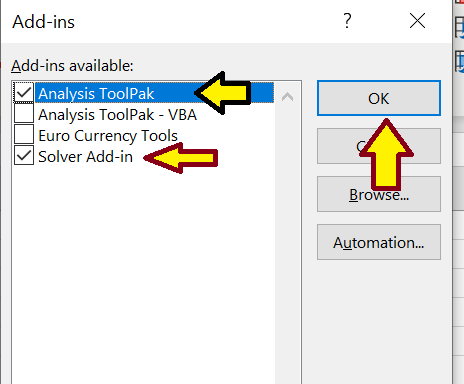 Add-ins
?
Add-ins available:
Analysis ToolPak
Analysis ToolPak - VBA
Euro Currency Tools
Solver Add-in
OK
Browse...
Automation...